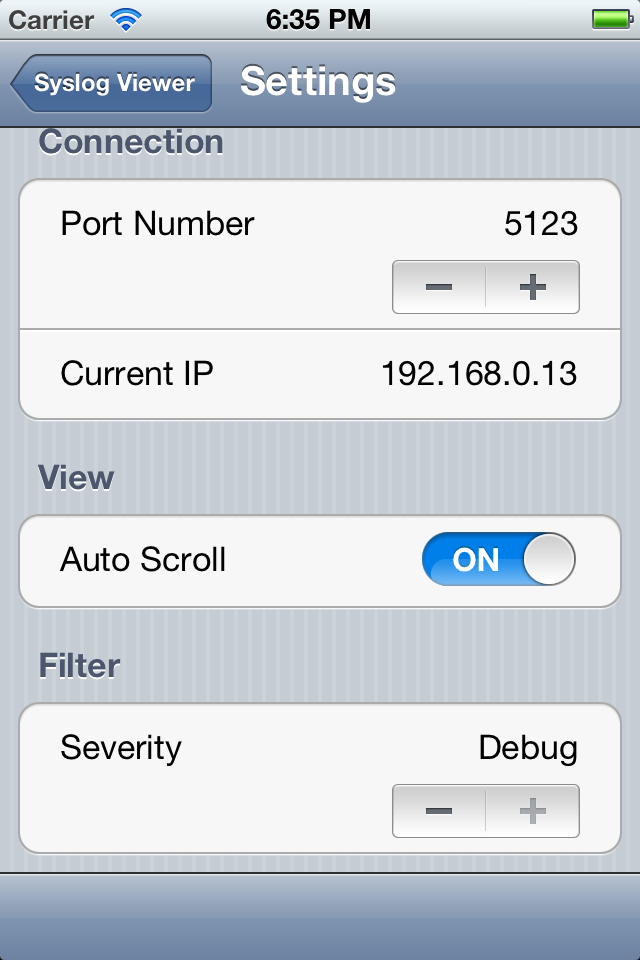 Carrier 6:35 PM
Syslog Viewer Settings
Connection
Port Number 5123
− +
Current IP 192.168.0.13
View
Auto Scroll ON
Filter
Severity Debug
− +